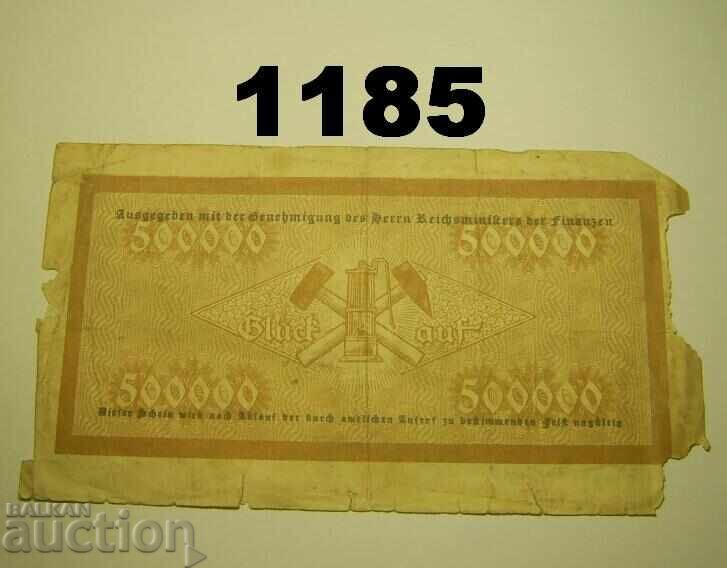 1185
Ausgegeben mit der Genehmigung des Herrn Reichsministers der Finanzen
500000 500000
Glück auf
500000 500000
Dieser Schein wird nach Ablauf der durch amtlichen Aufruf zu bestimmenden Frist ungültig
BALKAN
auction